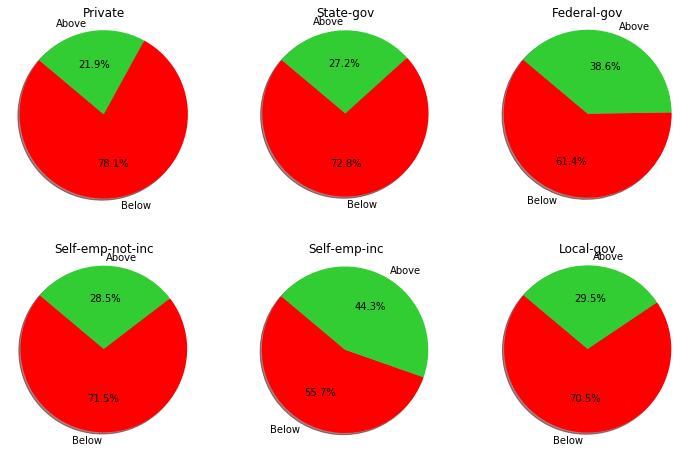 Private
Above
21.9%
78.1%
Below
State-gov
Above
27.2%
72.8%
Below
Federal-gov
Above
38.6%
61.4%
Below
Self-emp-not-inc
Above
28.5%
71.5%
Below
Self-emp-inc
Above
44.3%
55.7%
Below
Local-gov
Above
29.5%
70.5%
Below